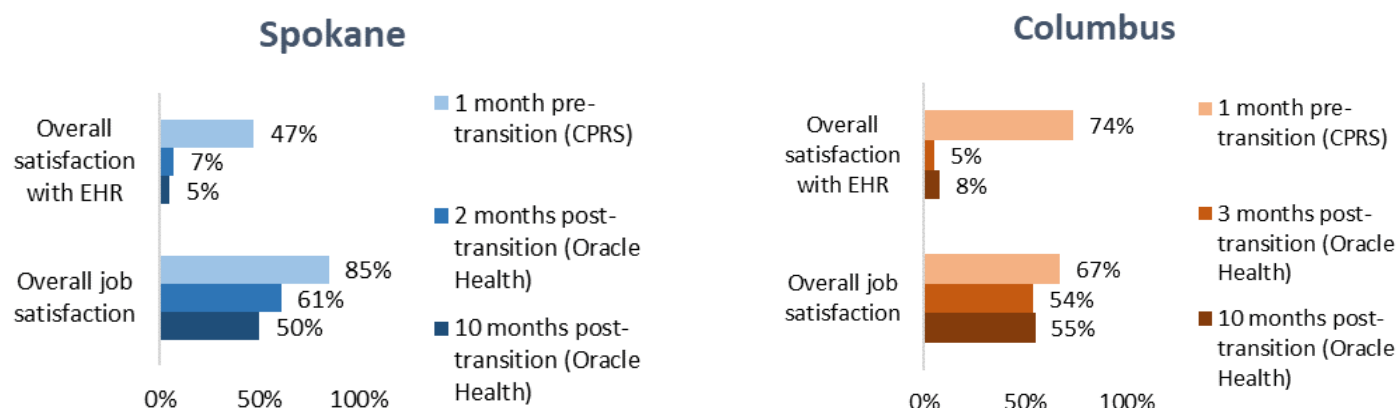 Spokane
Overall
satisfaction
with EHR
47%
7%
5%
Overall job
satisfaction
85%
61%
50%
0%
50%
100%
1 month pre-
transition (CPRS)
2 months post-
transition (Oracle
Health)
10 months post-
transition (Oracle
Health)
Columbus
Overall
satisfaction
with EHR
74%
5%
8%
Overall job
satisfaction
67%
54%
55%
0%
50%
100%
1 month pre-
transition (CPRS)
3 months post-
transition (Oracle
Health)
10 months post-
transition (Oracle
Health)